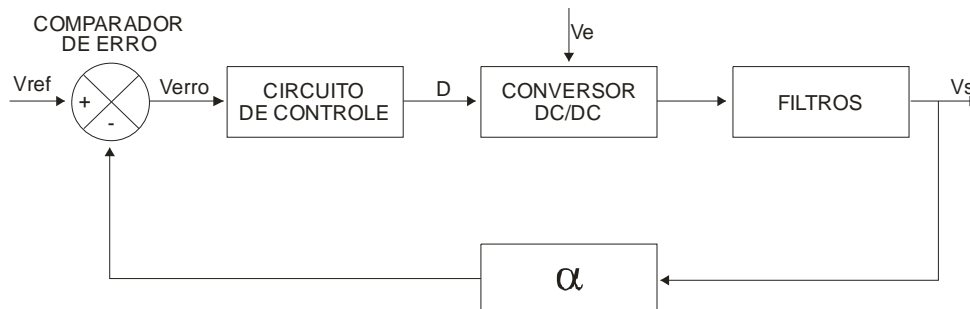 COMPARADOR
DE ERRO
Vref
+
-
Verro
CIRCUITO
DE CONTROLE
D
Ve
CONVERSOR
DC/DC
FILTROS
Vs
α